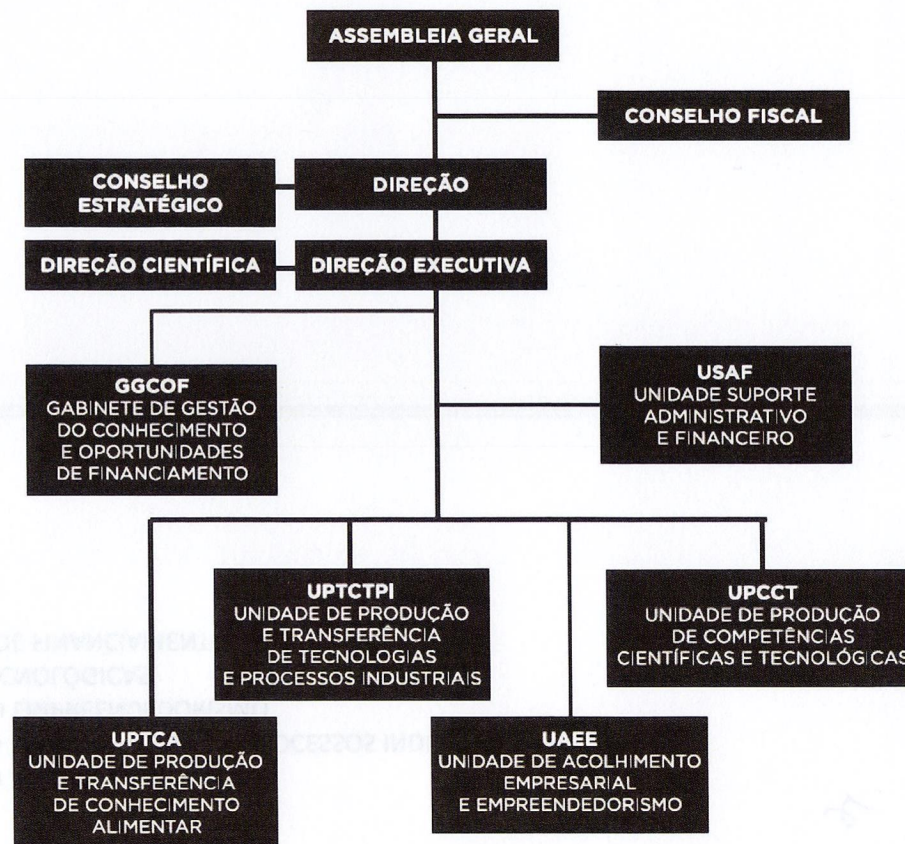 ASSEMBLEIA GERAL
CONSELHO FISCAL
CONSELHO
ESTRATÉGICO
DIREÇÃO
DIREÇÃO CIENTÍFICA
DIREÇÃO EXECUTIVA
GGCOF
GABINETE DE GESTÃO
DO CONHECIMENTO
E OPORTUNIDADES
DE FINANCIAMENTO
USAF
UNIDADE SUPORTE
ADMINISTRATIVO
E FINANCEIRO
UPTCTPI
UNIDADE DE PRODUÇÃO
E TRANSFERÊNCIA
DE TECNOLOGIAS
E PROCESSOS INDUSTRIAIS
UPCCT
UNIDADE DE PRODUÇÃO
DE COMPETÊNCIAS
CIENTÍFICAS E TECNOLÓGICAS
UPTCA
UNIDADE DE PRODUÇÃO
E TRANSFERÊNCIA
DE CONHECIMENTO
ALIMENTAR
UAEE
UNIDADE DE ACOLHIMENTO
EMPRESARIAL
E EMPREENDEDORISMO